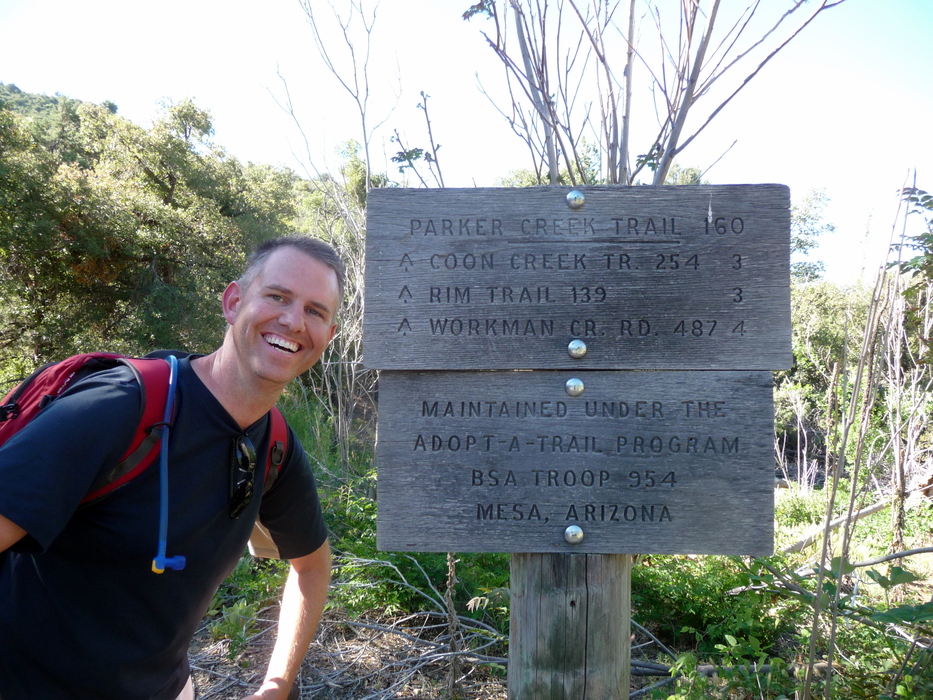 PARKER CREEK TRAIL 160
COON CREEK TR. 254 3
RIM TRAIL 139 3
WORKMAN CR. RD. 487 4
MAINTAINED UNDER THE
ADOPT-A-TRAIL PROGRAM
BSA TROOP 954
MESA, ARIZONA